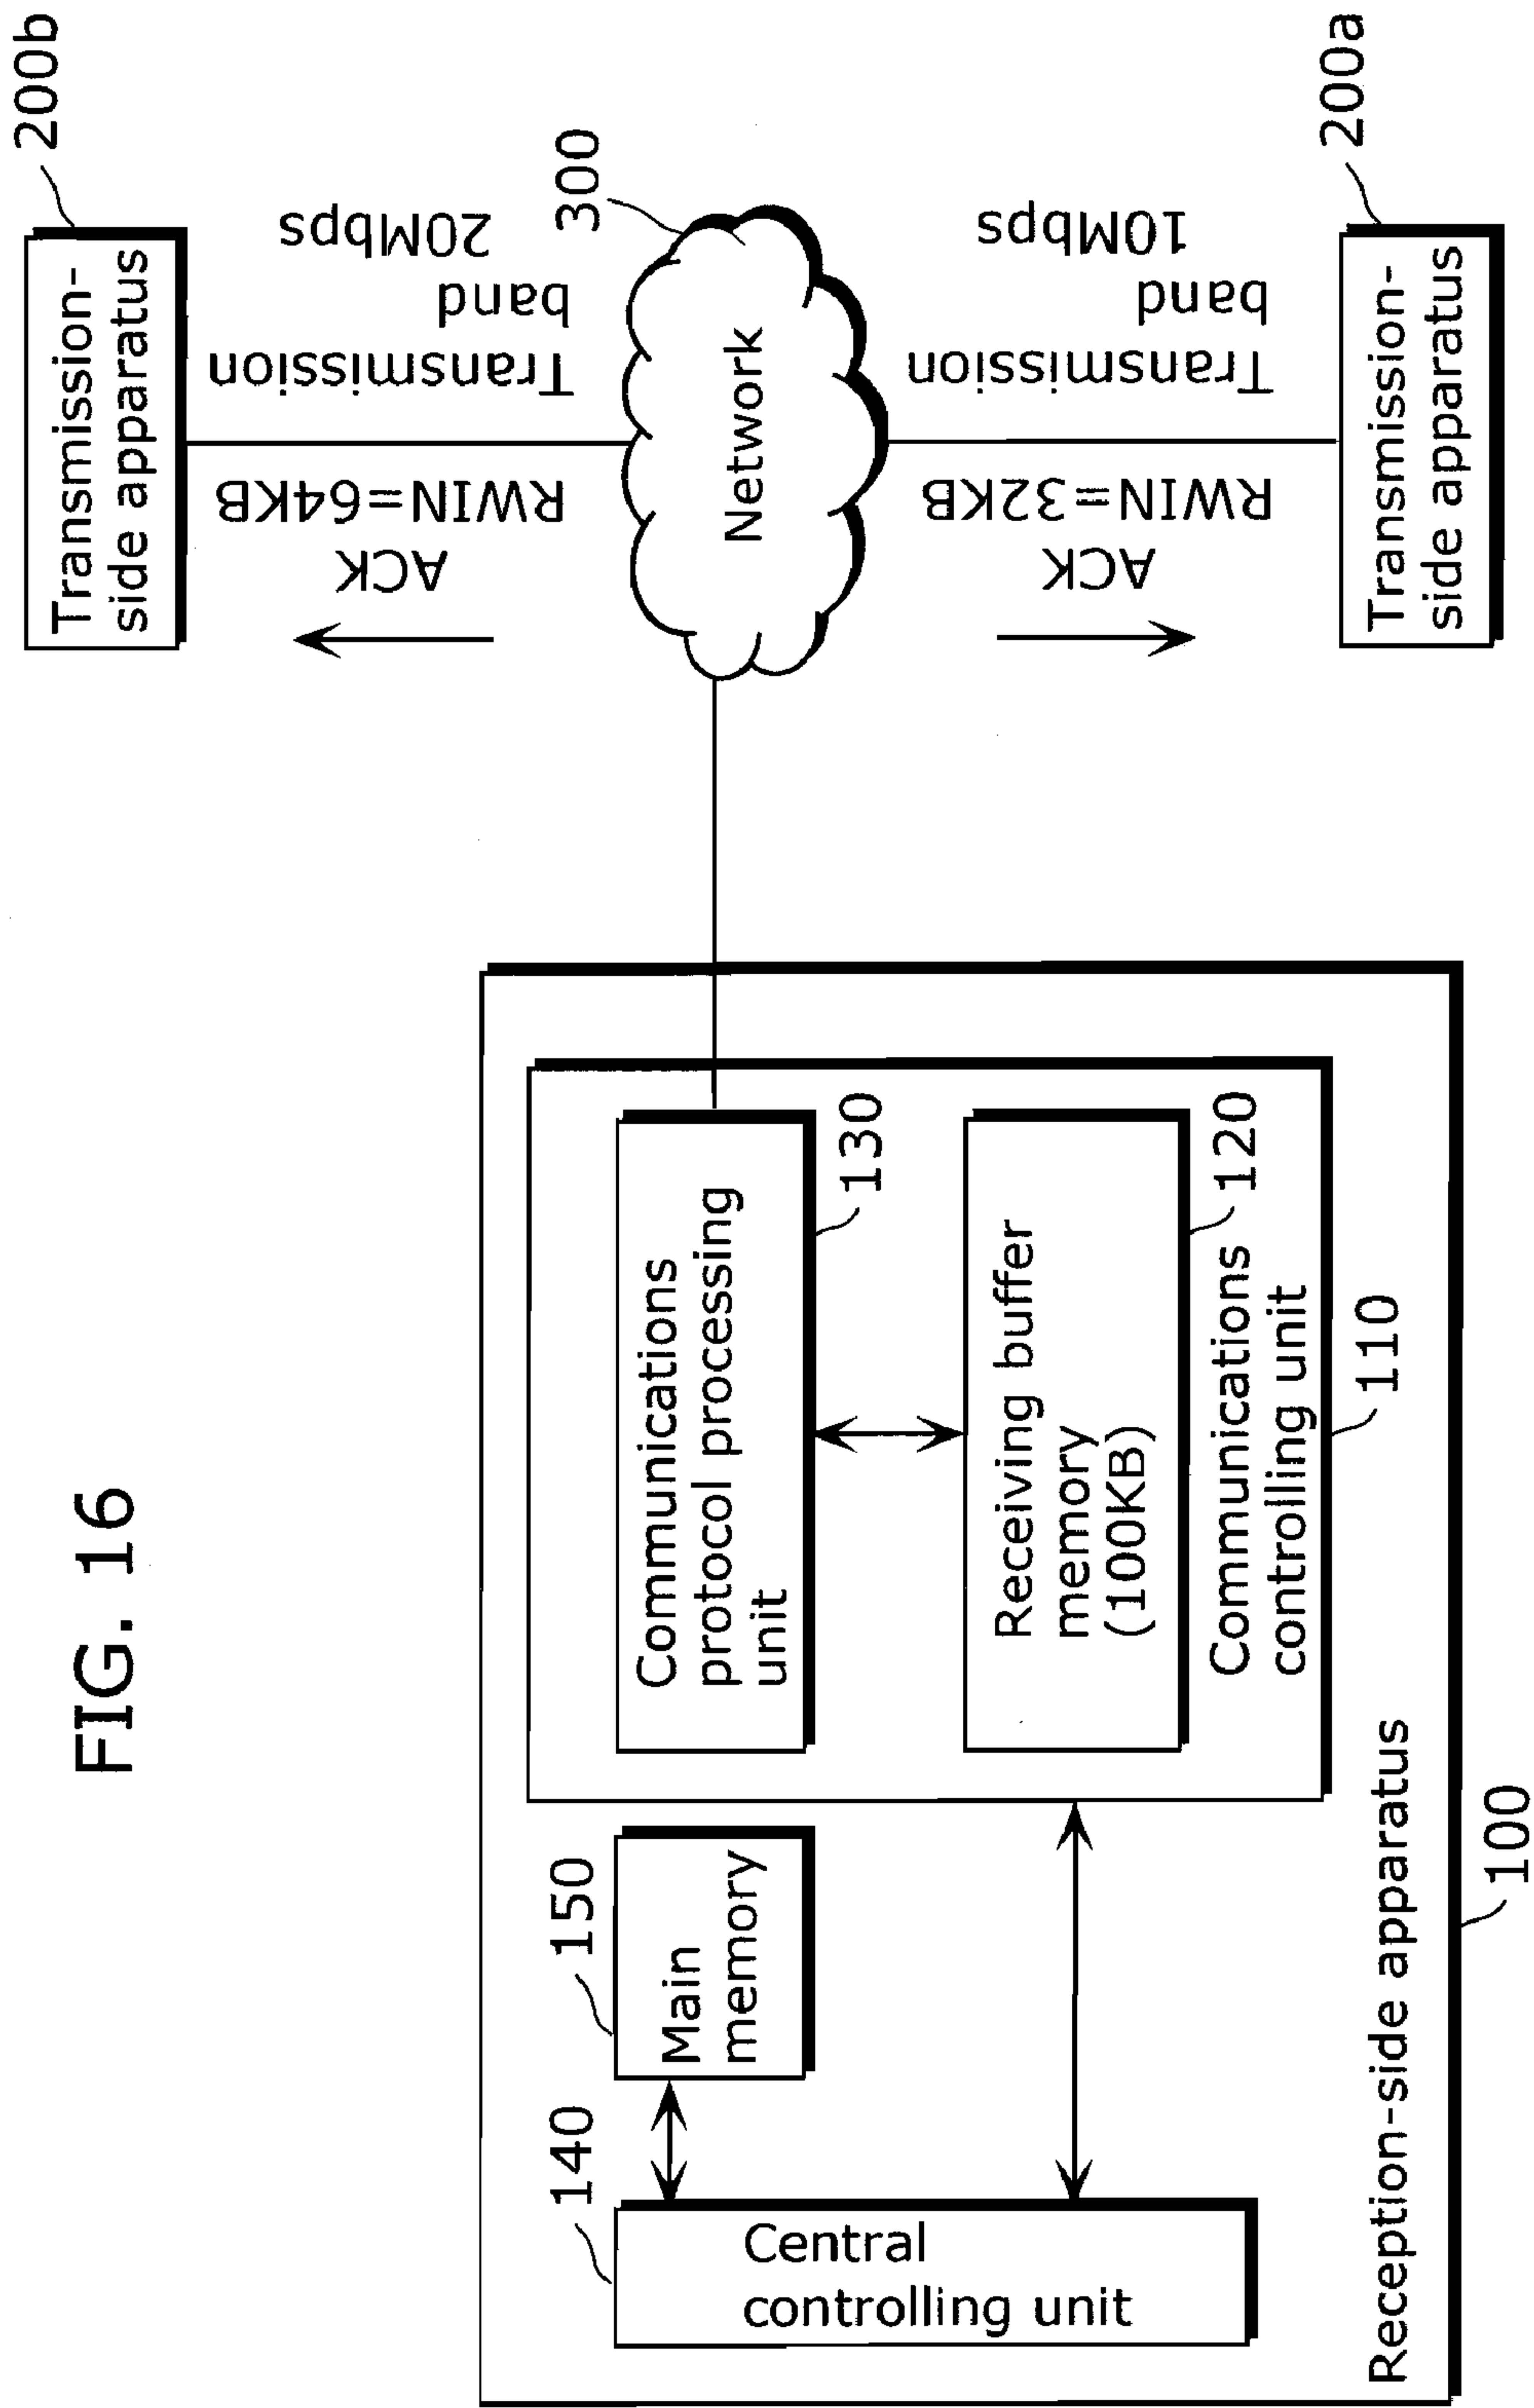 FIG. 16
Reception-side apparatus
100
140
Central
controlling unit
150
Main
memory
Communications
protocol processing
unit
130
Receiving buffer
memory
(100KB)
120
Communications
controlling unit
110
Network
300
Transmission-
side apparatus
200b
Transmission
band
20Mbps
ACK
RWIN=64KB
Transmission
band
10Mbps
ACK
RWIN=32KB
Transmission-
side apparatus
200a